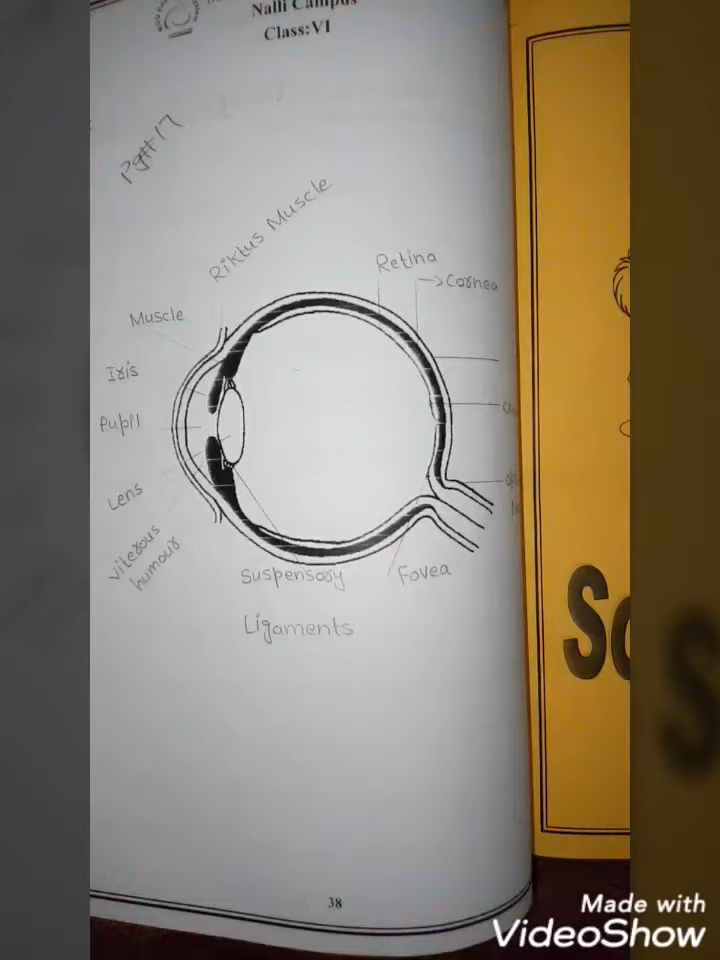 Nalli Campus
Class:VI
Pg# 17
Riktus Muscle
Retina
→Cornea
Muscle
Iris
Pupil
Lens
Viterous
humour
Suspensory
Ligaments
Fovea
38
Made with
VideoShow